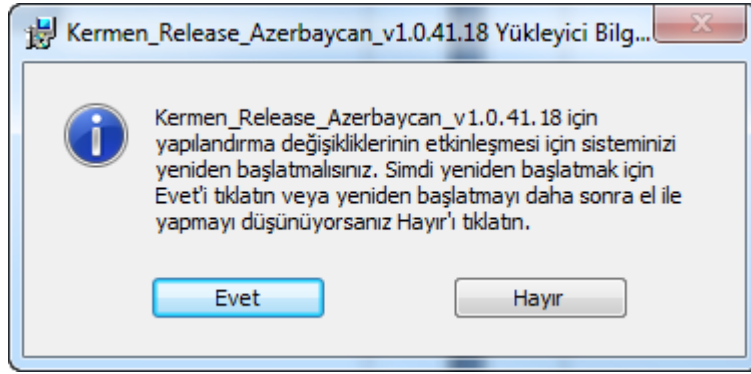 Kermen_Release_Azerbaycan_v1.0.41.18 Yükleyici Bilg...
Kermen_Release_Azerbaycan_v1.0.41.18 için
yapılandırma değişikliklerinin etkinleşmesi için sisteminizi
yeniden başlatmalısınız. Simdi yeniden başlatmak için
Evet'i tıklatın veya yeniden başlatmayı daha sonra el ile
yapmayı düşünüyorsanız Hayır'ı tıklatın.
Evet
Hayır